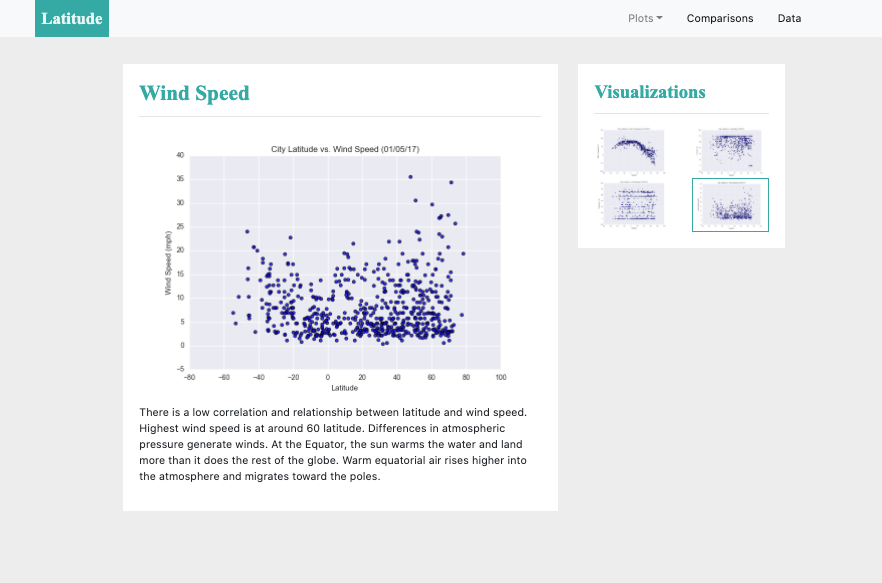 Latitude
Plots
Comparisons
Data
Wind Speed
City Latitude vs. Wind Speed (01/05/17)
40
35
30
25
20
15
10
5
0
−5
Wind Speed (mph)
−80 −60 −40 −20 0 20 40 60 80 100
Latitude
There is a low correlation and relationship between latitude and wind speed.
Highest wind speed is at around 60 latitude. Differences in atmospheric
pressure generate winds. At the Equator, the sun warms the water and land
more than it does the rest of the globe. Warm equatorial air rises higher into
the atmosphere and migrates toward the poles.
Visualizations